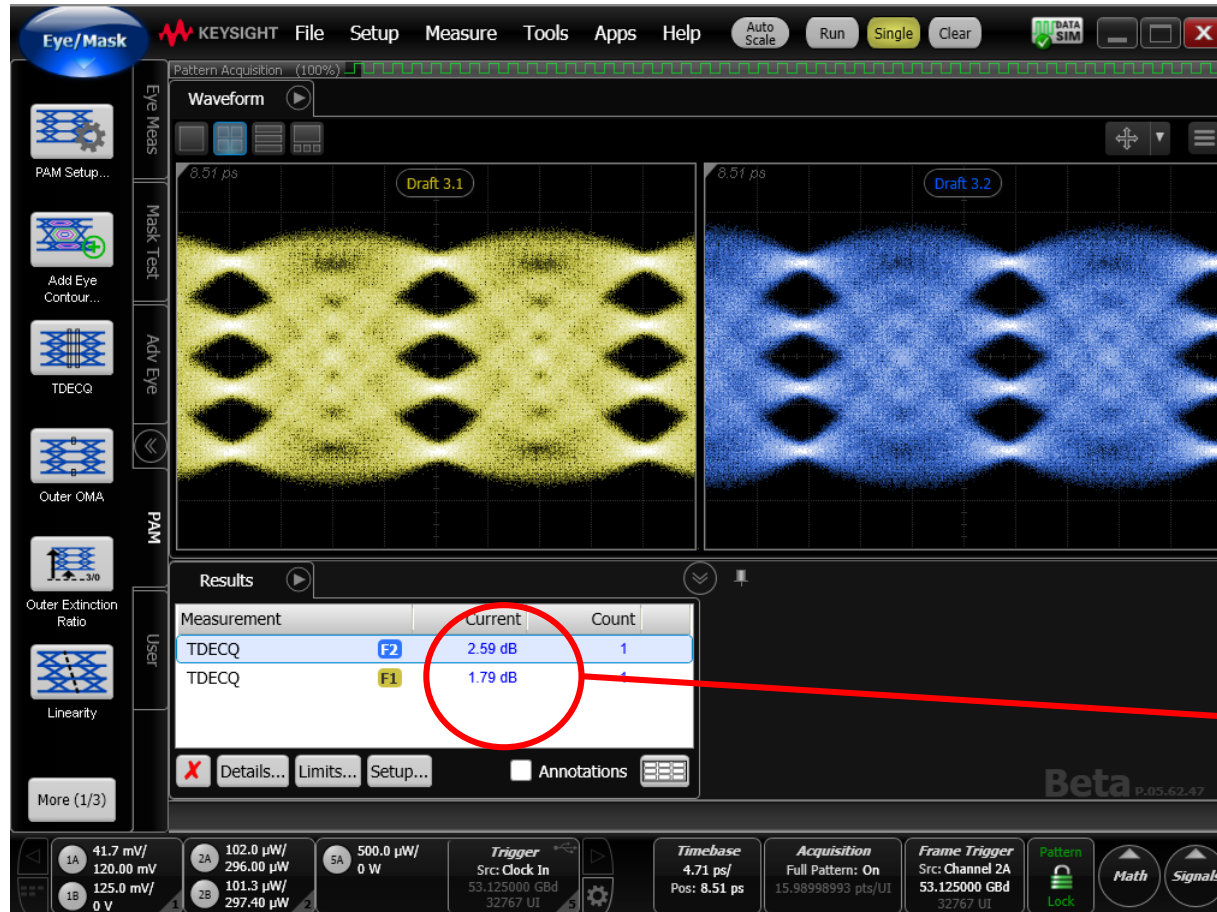 Eye/Mask
KEYSIGHT File Setup Measure Tools Apps Help
Auto
Scale
Run
Single
Clear
DATA
SIM
X
Pattern Acquisition (100%)
Waveform
Eye Meas
Mask Test
Adv Eye
PAM
User
PAM Setup...
Add Eye
Contour...
TDECQ
Outer OMA
3/0
Outer Extinction
Ratio
Linearity
More (1/3)
8.51 ps
Draft 3.1
8.51 ps
Draft 3.2
Results
Measurement Current Count
TDECQ F2 2.59 dB 1
TDECQ F1 1.79 dB 1
Details... Limits... Setup... Annotations
Beta P.05.62.47
1A 41.7 mV/
120.00 mV
1B 125.0 mV/
0 V
1
2A 102.0 µW/
296.00 µW
2B 101.3 µW/
297.40 µW
2
5A 500.0 µW/
0 W
Trigger
Src: Clock In
53.125000 GBd
32767 UI
5
Timebase
4.71 ps/
Pos: 8.51 ps
Acquisition
Full Pattern: On
15.98998993 pts/UI
Frame Trigger
Src: Channel 2A
53.125000 GBd
32767 UI
Pattern
Lock
Math
Signals